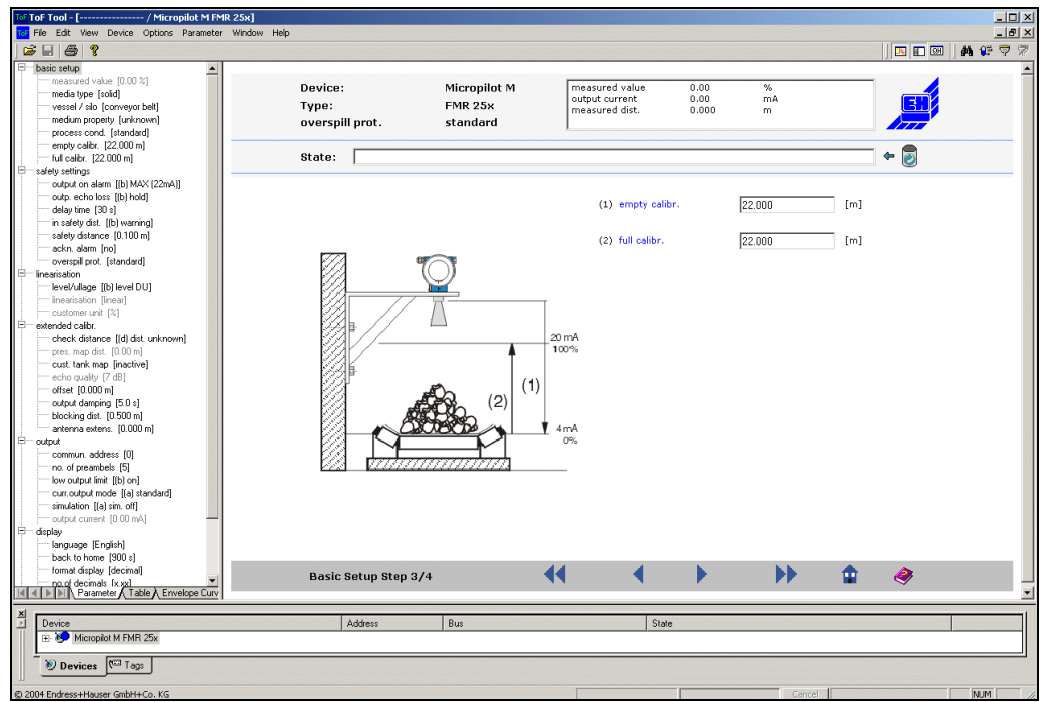 ToF Tool - [---------------- / Micropilot M FMR 25x]
File Edit View Device Options Parameter Window Help
basic setup
measured value [0.00 %]
media type [solid]
vessel / silo [conveyor belt]
medium property [unknown]
process cond. [standard]
empty calibr. [22.000 m]
full calibr. [22.000 m]
safety settings
output on alarm [(b) MAX (22mA)]
outp. echo loss [(b) hold]
delay time [30 s]
in safety dist. [(b) warning]
safety distance [0.100 m]
ackn. alarm [no]
overspill prot. [standard]
linearisation
level/ullage [(b) level DU]
linearisation [linear]
customer unit [%]
extended calibr.
check distance [(d) dist. unknown]
pres. map dist. [0.00 m]
cust. tank map [inactive]
echo quality [7 dB]
offset [0.000 m]
output damping [5.0 s]
blocking dist. [0.500 m]
antenna extens. [0.000 m]
output
commun. address [0]
no. of preambels [5]
low output limit [(b) on]
curr.output mode [(a) standard]
simulation [(a) sim. off]
output current [0.00 mA]
display
language [English]
back to home [900 s]
format display [decimal]
no.of decimals [x.xx]
Parameter Table Envelope Curv
Device: Micropilot M
Type: FMR 25x
overspill prot. standard
measured value 0.00 %
output current 0.00 mA
measured dist. 0.000 m
EH
State:
(1) empty calibr. 22.000 [m]
(2) full calibr. 22.000 [m]
20 mA
100%
(1)
(2)
4 mA
0%
Basic Setup Step 3/4
Device Address Bus State
Micropilot M FMR 25x
Devices Tags
© 2004 Endress+Hauser GmbH+Co. KG Cancel NUM